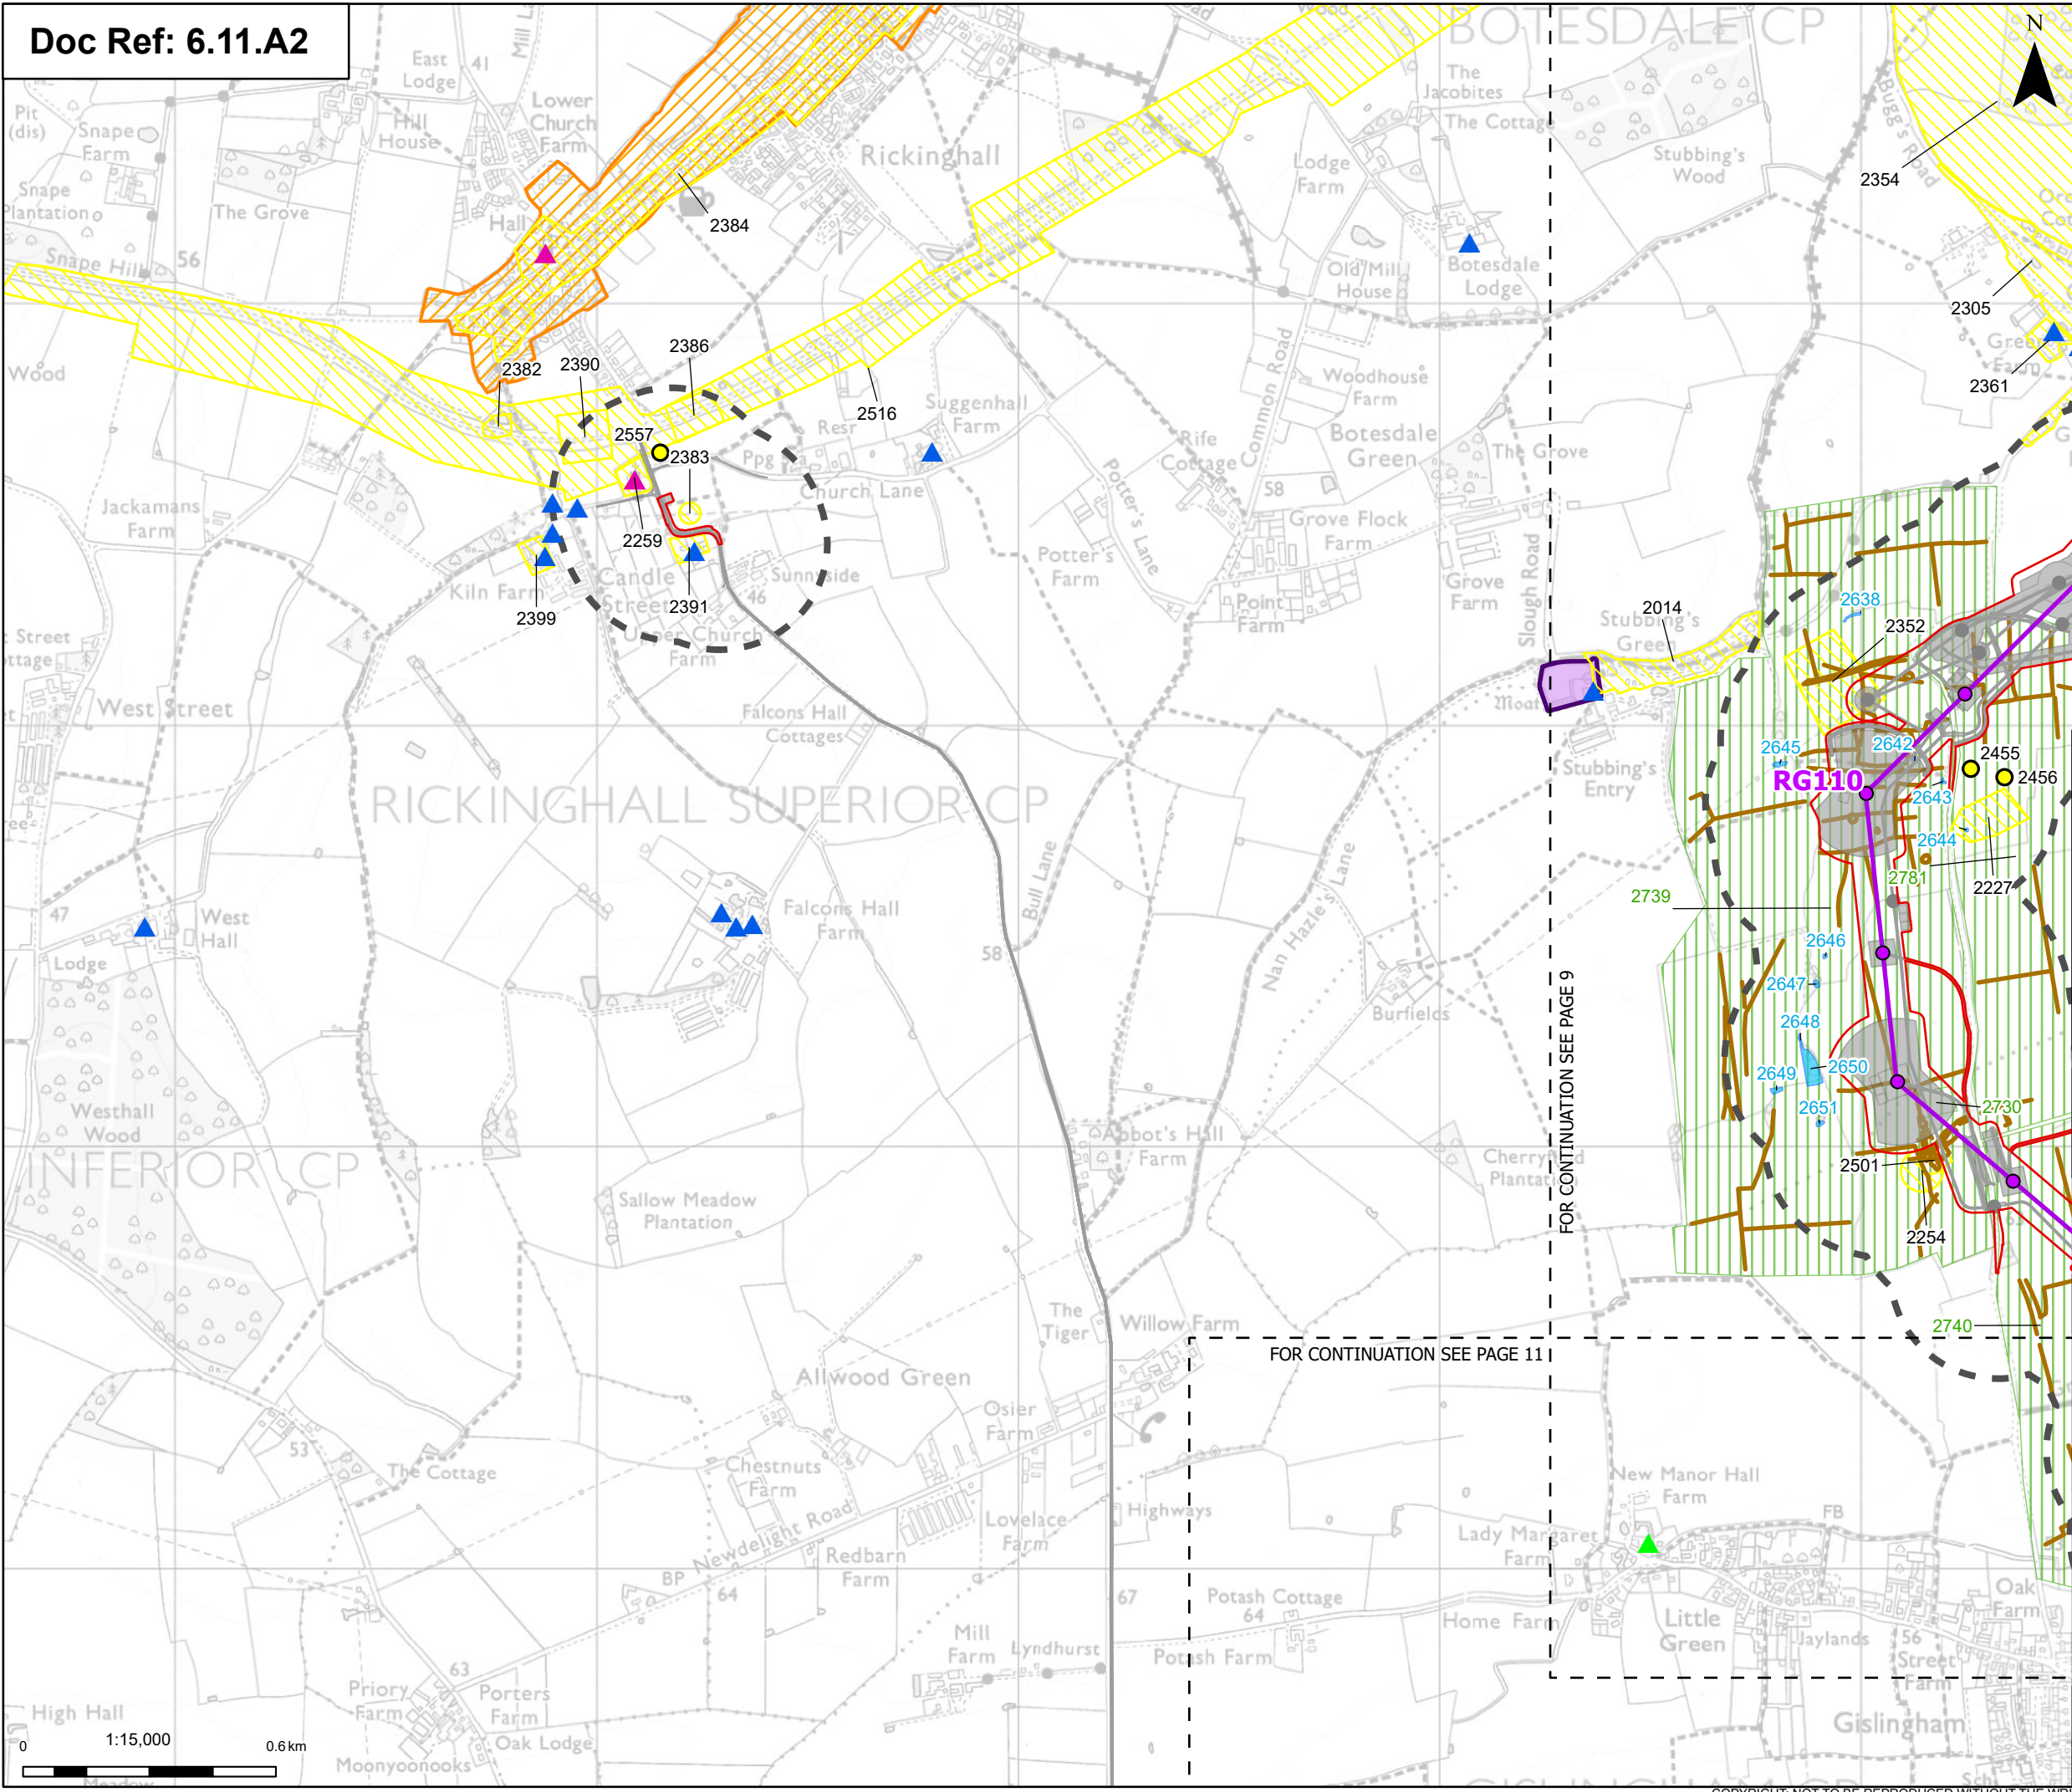 Doc Ref: 6.11.A2
BOTESDALE CP
N
East
Lodge
41
Mill La
Pit
(dis)
Snape
Farm
Hill
House
Lower
Church
Farm
Wood
The
Jacobites
The Cottage
Bugg's Road
Rickinghall
Lodge
Farm
Stubbing's
Wood
2354
Snape
Plantation
The Grove
Hall
2384
56
Snape Hill
Old Mill
House
Botesdale
Lodge
2305
Green
Farm
2361
Wood
2382
2390
2386
2516
Suggenhall
Farm
Woodhouse
Farm
Common Road
2557
2383
Resr
Ppg
Rife
Cottage
Botesdale
Green
The Grove
Jackamans
Farm
Church Lane
58
2259
Potter's Lane
Grove Flock
Farm
Kiln Farm
Candle
Street
Sunnyside
46
Potter's
Farm
Grove
Farm
Slough Road
2638
2399
2391
Upper Church
Farm
Point
Farm
Stubbing's
Green
2014
2352
West Street
Falcons Hall
Cottages
Moat
2645
2642
2455
2456
Stubbing's
Entry
RG110
RICKINGHALL SUPERIOR CP
2643
2644
Bull Lane
Nan Hazle's Lane
2781
2227
2739
47
West
Hall
Falcons Hall
Farm
58
2646
Lodge
2647
Burfields
2648
2650
2649
2651
2730
Westhall
Wood
Abbot's Hall
Farm
INFERIOR CP
Cherry
2501
Sallow Meadow
Plantation
FOR CONTINUATION SEE PAGE 9
2254
The
Tiger
Willow Farm
2740
FOR CONTINUATION SEE PAGE 11
Allwood Green
Osier
Farm
53
The Cottage
Chestnuts
Farm
New Manor Hall
Farm
Highways
FB
Newdelight Road
Lovelace
Farm
Lady Margaret
Farm
Redbarn
Farm
BP
64
67
Potash Cottage
64
Home Farm
Oak
Farm
Little
Green
Jaylands
56
Mill
Farm
Lyndhurst
Potash Farm
Street
Farm
63
Priory
Farm
Porters
Farm
High Hall
Oak Lodge
Gislingham
1:15,000
0
0.6 km
Moonyoonooks
Meadow